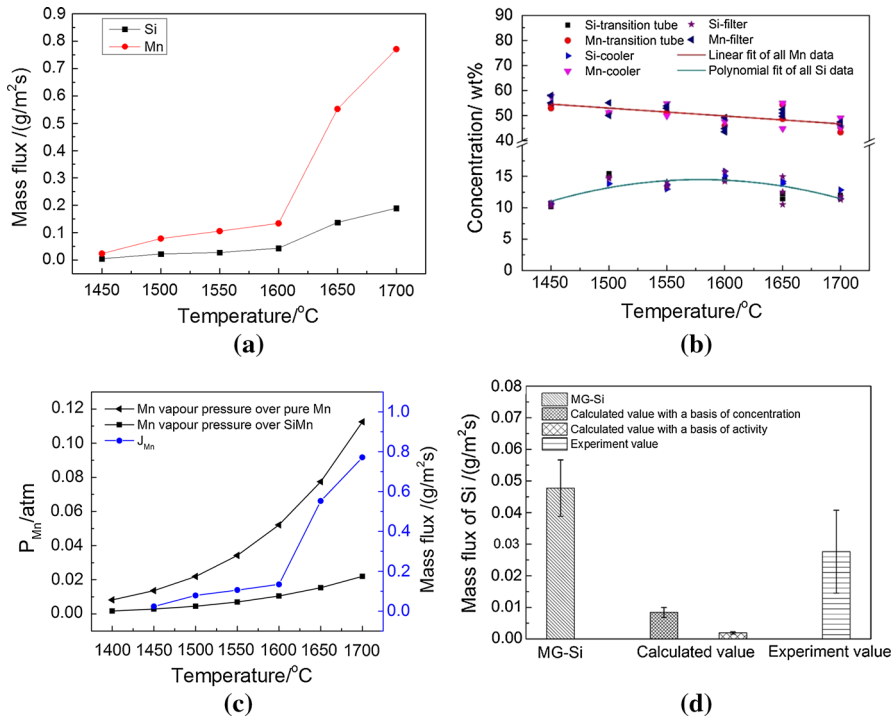 Si
Mn
Mass flux /(g/m²s)
0.9
0.8
0.7
0.6
0.5
0.4
0.3
0.2
0.1
0.0
1450 1500 1550 1600 1650 1700
Temperature/°C
(a)
Si-transition tube
Mn-transition tube
Si-cooler
Mn-cooler
Si-filter
Mn-filter
Linear fit of all Mn data
Polynomial fit of all Si data
Concentration/ wt%
90
80
70
60
50
40
15
10
5
0
1450 1500 1550 1600 1650 1700
Temperature/°C
(b)
Mn vapour pressure over pure Mn
Mn vapour pressure over SiMn
J_Mn
P_Mn/atm
0.12
0.10
0.08
0.06
0.04
0.02
0.00
1.0
0.8
0.6
0.4
0.2
0.0
Mass flux /(g/m²s)
1400 1450 1500 1550 1600 1650 1700
Temperature/°C
(c)
MG-Si
Calculated value with a basis of concentration
Calculated value with a basis of activity
Experiment value
Mass flux of Si /(g/m²s)
0.08
0.07
0.06
0.05
0.04
0.03
0.02
0.01
0.00
MG-Si Calculated value Experiment value
(d)